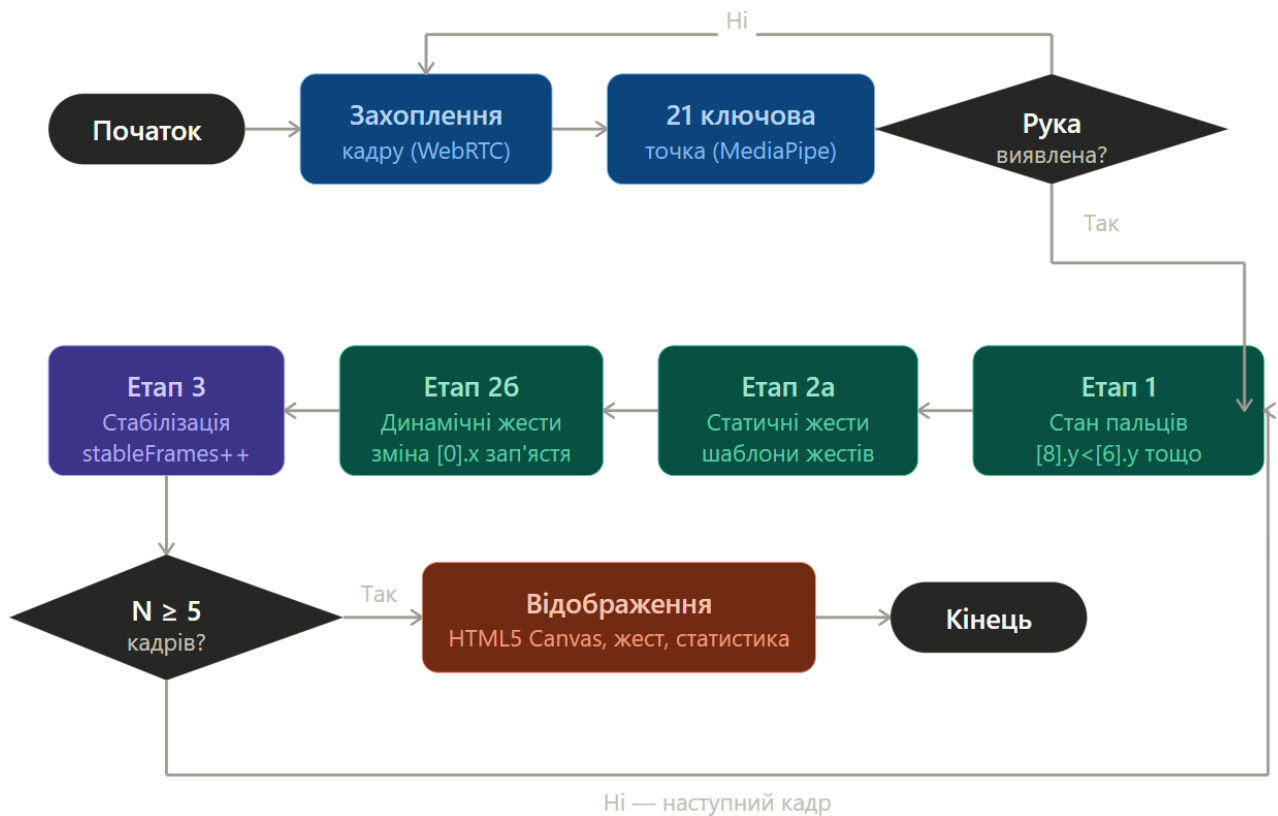 Ні
Початок
Захоплення
кадру (WebRTC)
21 ключова
точка (MediaPipe)
Рука
виявлена?
Так
Етап 3
Стабілізація
stableFrames++
Етап 2б
Динамічні жести
зміна [0].x зап'ястя
Етап 2а
Статичні жести
шаблони жестів
Етап 1
Стан пальців
[8].y<[6].y тощо
N ≥ 5
кадрів?
Так
Відображення
HTML5 Canvas, жест, статистика
Кінець
Ні — наступний кадр